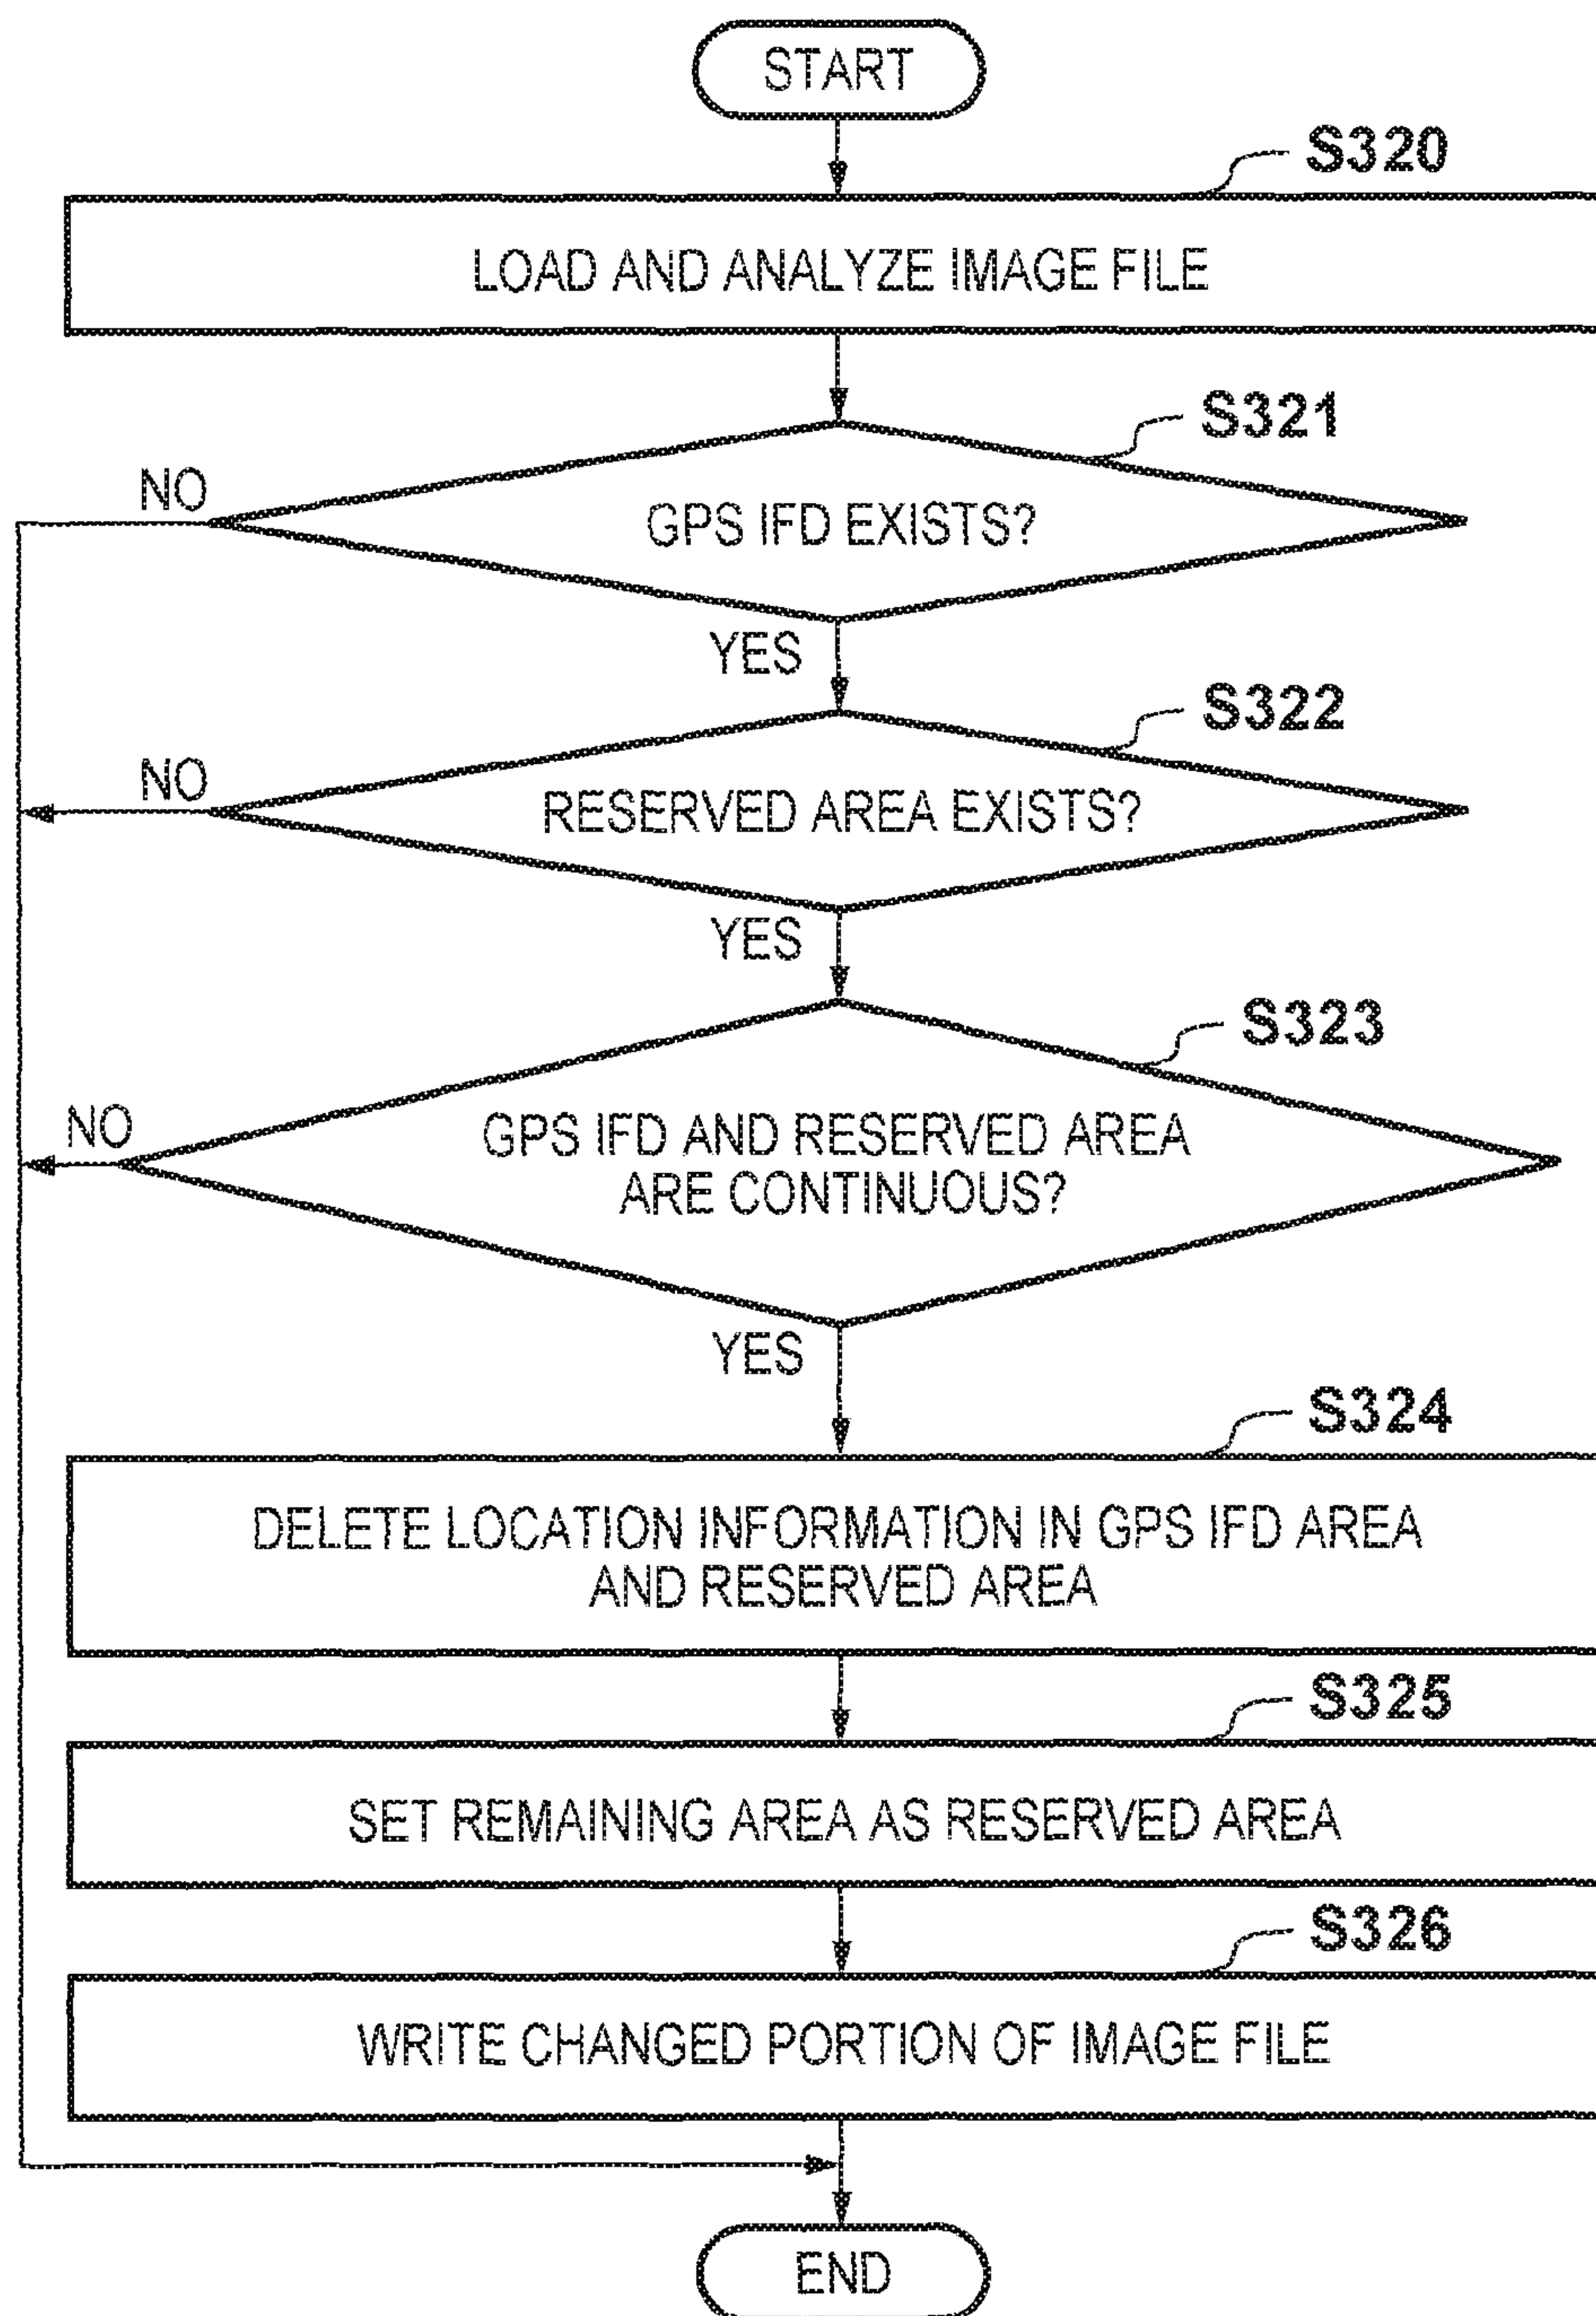 START
S320
LOAD AND ANALYZE IMAGE FILE
S321
NO
GPS IFD EXISTS?
YES
S322
NO
RESERVED AREA EXISTS?
YES
S323
NO
GPS IFD AND RESERVED AREA
ARE CONTINUOUS?
YES
S324
DELETE LOCATION INFORMATION IN GPS IFD AREA
AND RESERVED AREA
S325
SET REMAINING AREA AS RESERVED AREA
S326
WRITE CHANGED PORTION OF IMAGE FILE
END